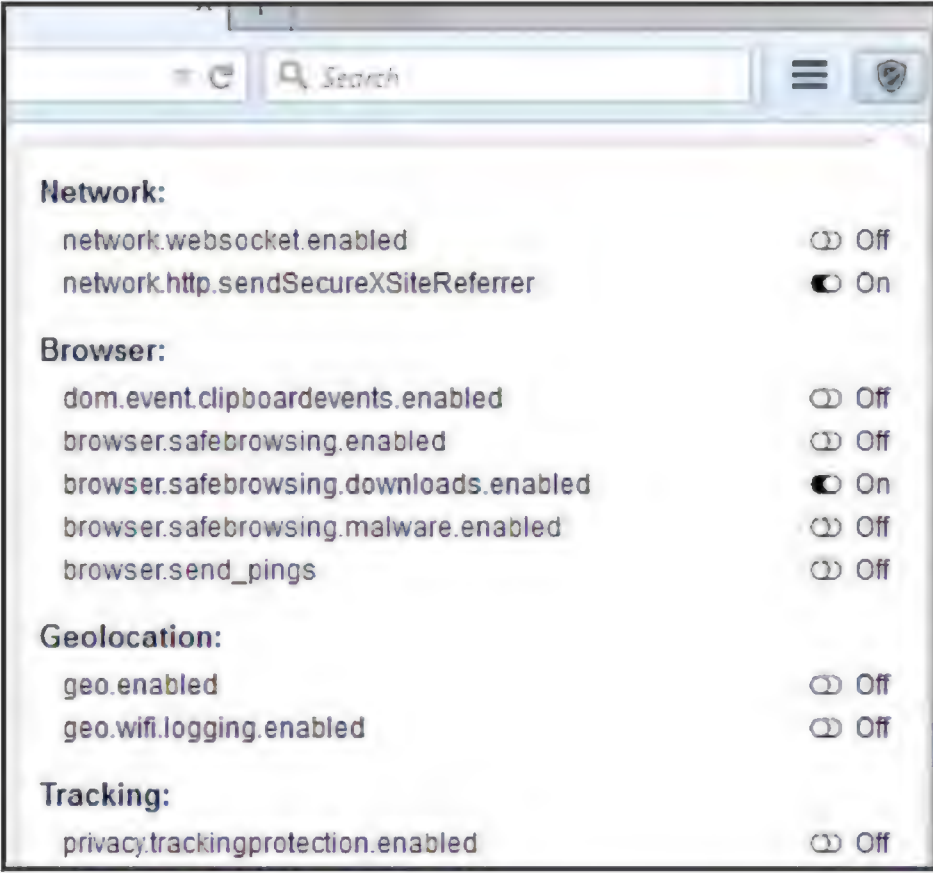 Search
Network:
network.websocket.enabled Off
network.http.sendSecureXSiteReferrer On
Browser:
dom.event.clipboardevents.enabled Off
browser.safebrowsing.enabled Off
browser.safebrowsing.downloads.enabled On
browser.safebrowsing.malware.enabled Off
browser.send_pings Off
Geolocation:
geo.enabled Off
geo.wifi.logging.enabled Off
Tracking:
privacy.trackingprotection.enabled Off